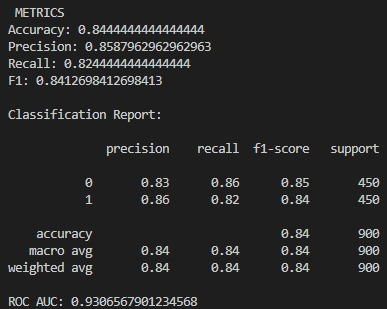 METRICS
Accuracy: 0.8444444444444444
Precision: 0.8587962962962963
Recall: 0.8244444444444444
F1: 0.8412698412698413
Classification Report:
precision recall f1-score support
0 0.83 0.86 0.85 450
1 0.86 0.82 0.84 450
accuracy 0.84 900
macro avg 0.84 0.84 0.84 900
weighted avg 0.84 0.84 0.84 900
ROC AUC: 0.9306567901234568